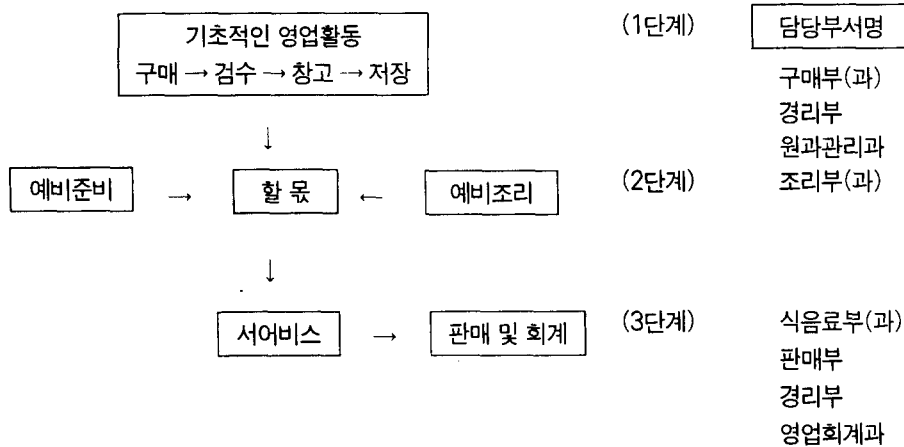 기초적인 영업활동 (1단계) 담당부서명
구매 → 검수 → 창고 → 저장
구매부(과)
경리부
↓
원과관리과
예비준비 → 할 몫 ← 예비조리 (2단계) 조리부(과)
↓
서어비스 → 판매 및 회계 (3단계) 식음료부(과)
판매부
경리부
영업회계과